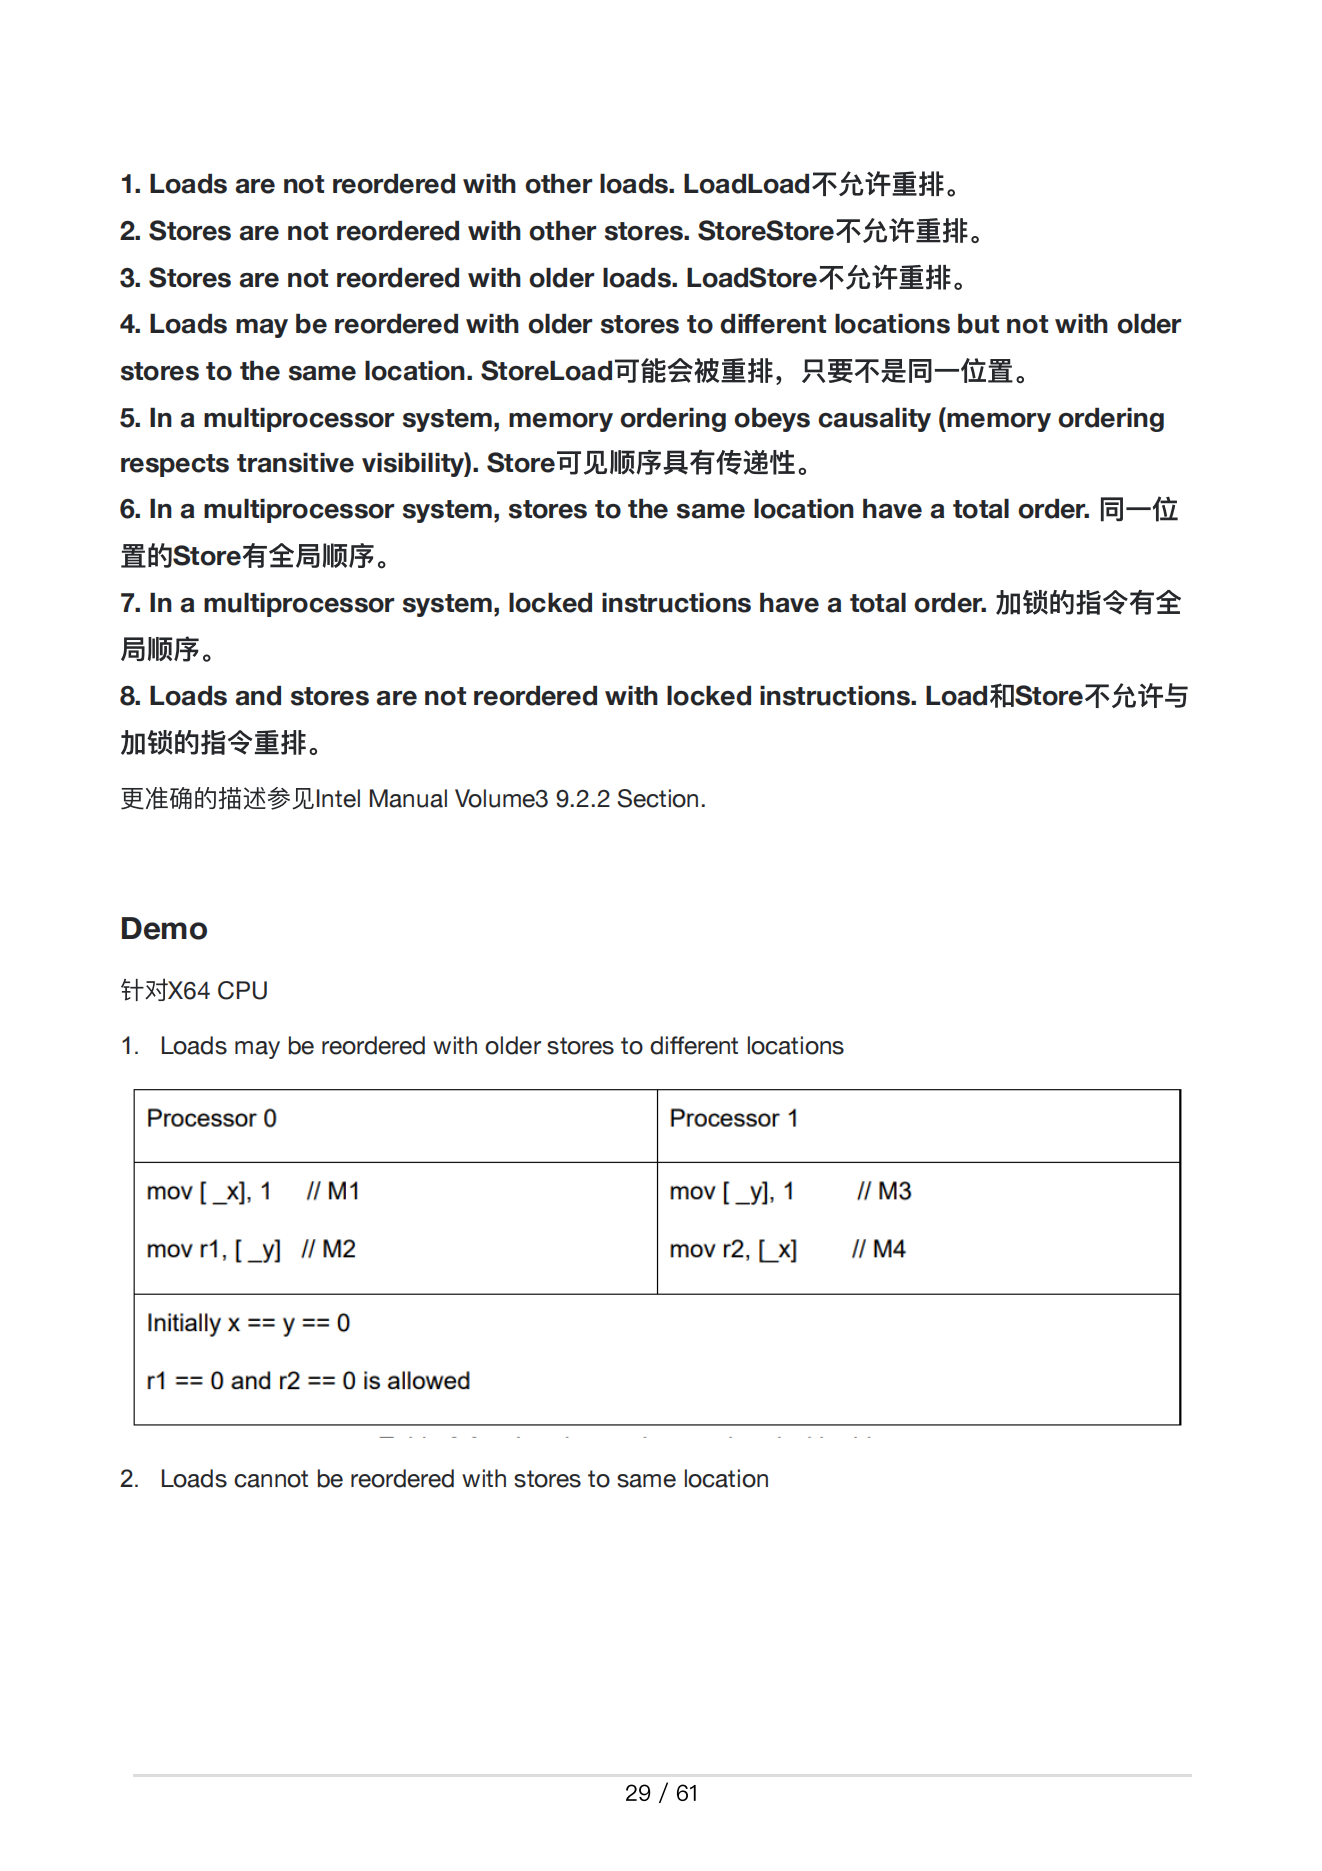 1. Loads are not reordered with other loads. LoadLoad不允许重排。
2. Stores are not reordered with other stores. StoreStore不允许重排。
3. Stores are not reordered with older loads. LoadStore不允许重排。
4. Loads may be reordered with older stores to different locations but not with older
stores to the same location. StoreLoad可能会被重排，只要不是同一位置。
5. In a multiprocessor system, memory ordering obeys causality (memory ordering
respects transitive visibility). Store可见顺序具有传递性。
6. In a multiprocessor system, stores to the same location have a total order. 同一位
置的Store有全局顺序。
7. In a multiprocessor system, locked instructions have a total order. 加锁的指令有全
局顺序。
8. Loads and stores are not reordered with locked instructions. Load和Store不允许与
加锁的指令重排。
更准确的描述参见Intel Manual Volume3 9.2.2 Section.
Demo
针对X64 CPU
1. Loads may be reordered with older stores to different locations
Processor 0
Processor 1
mov [ _x], 1 // M1
mov r1, [ _y] // M2
mov [ _y], 1 // M3
mov r2, [_x] // M4
Initially x == y == 0
r1 == 0 and r2 == 0 is allowed
2. Loads cannot be reordered with stores to same location
29 / 61